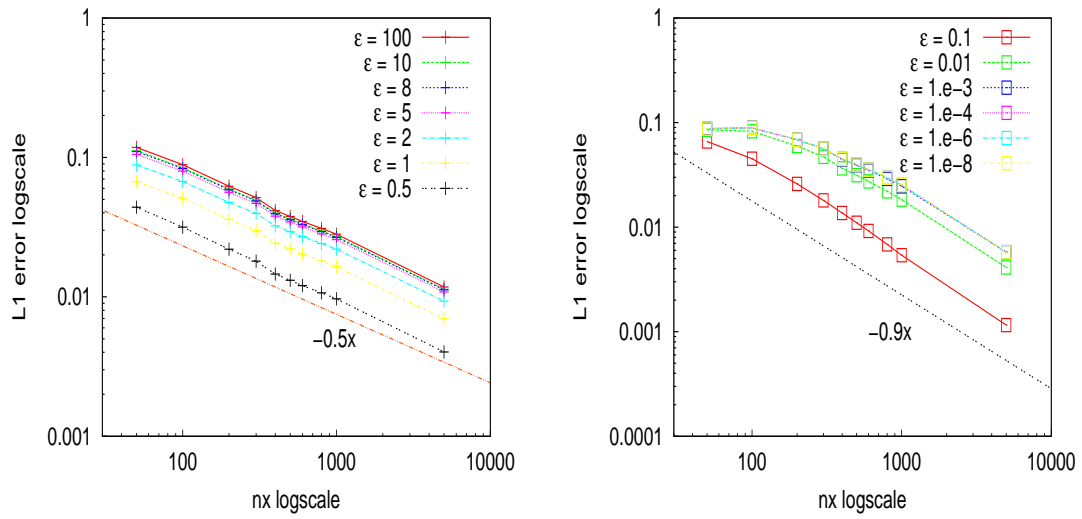 1
0.1
0.01
0.001
100
1000
10000
L1 error logscale
nx logscale
ε = 100
ε = 10
ε = 8
ε = 5
ε = 2
ε = 1
ε = 0.5
−0.5x
1
0.1
0.01
0.001
0.0001
100
1000
10000
L1 error logscale
nx logscale
ε = 0.1
ε = 0.01
ε = 1.e−3
ε = 1.e−4
ε = 1.e−6
ε = 1.e−8
−0.9x